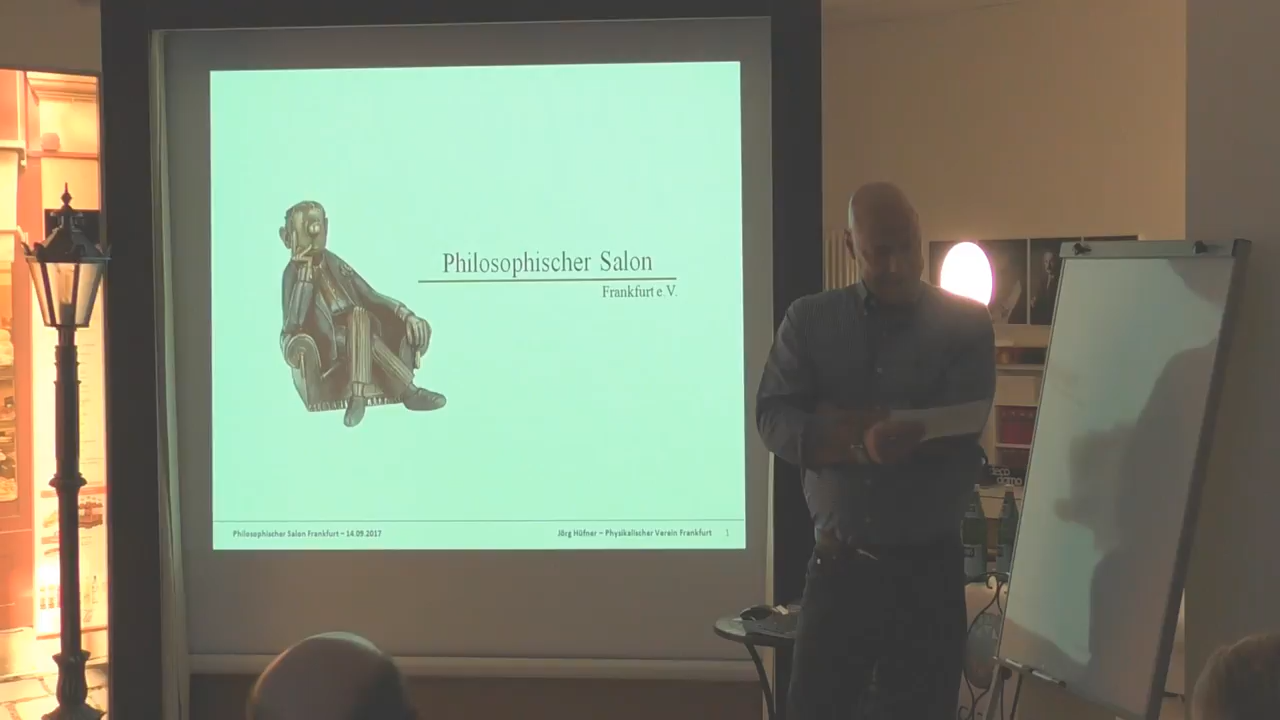 Philosophischer Salon
Frankfurt e.V.
Philosophischer Salon Frankfurt – 14.09.2017
Jörg Hüfner – Physikalischer Verein Frankfurt 1